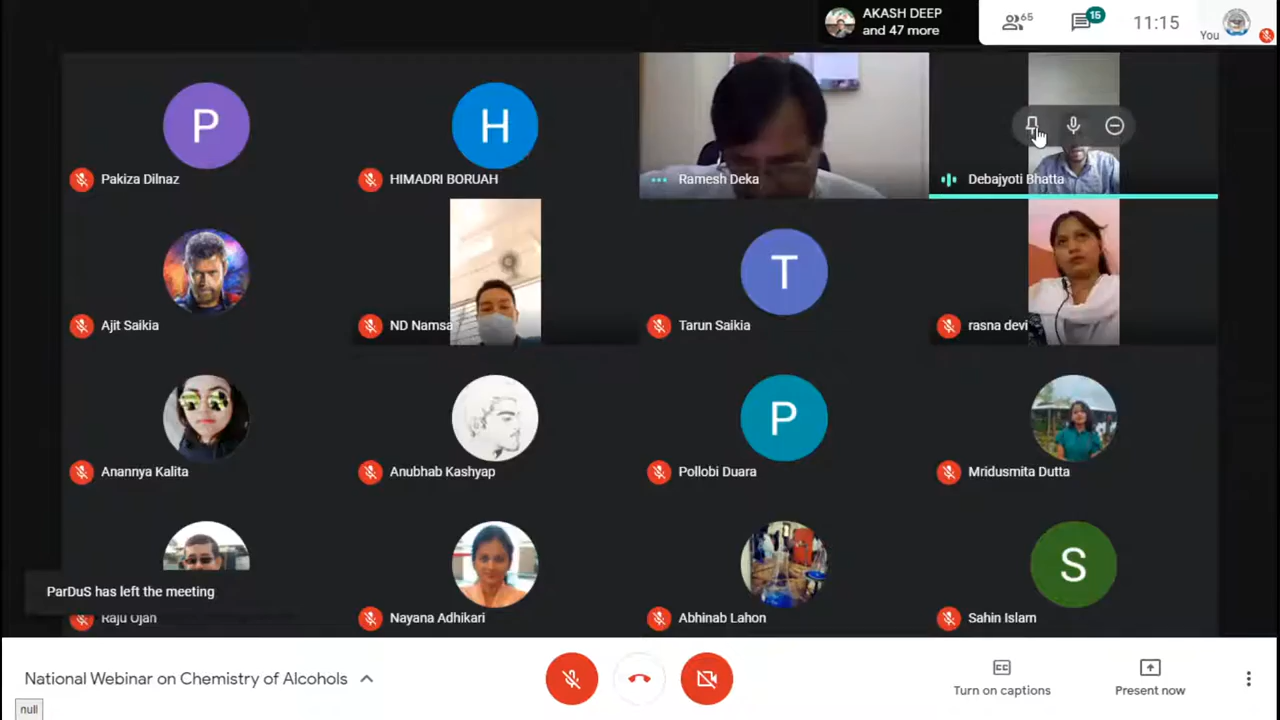 AKASH DEEP
and 47 more
65
15
11:15
You
P
H
Pakiza Dilnaz
HIMADRI BORUAH
Ramesh Deka
Debajyoti Bhatta
T
Ajit Saikia
ND Namsa
Tarun Saikia
rasna devi
P
Anannya Kalita
Anubhab Kashyap
Pollobi Duara
Mridusmita Dutta
S
ParDuS has left the meeting
Raju Ojan
Nayana Adhikari
Abhinab Lahon
Sahin Islam
National Webinar on Chemistry of Alcohols
CC
Turn on captions
Present now
null